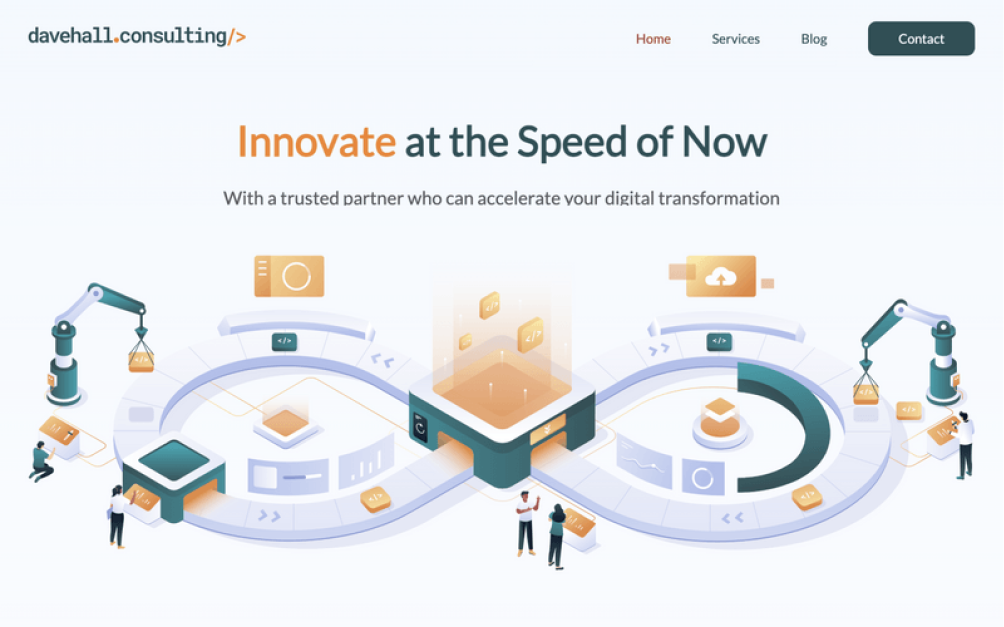 davehall.consulting/>
Home Services Blog Contact
Innovate at the Speed of Now
With a trusted partner who can accelerate your digital transformation
</>
</>
</>
</>
</>
</>
</>
</>
</>
</>